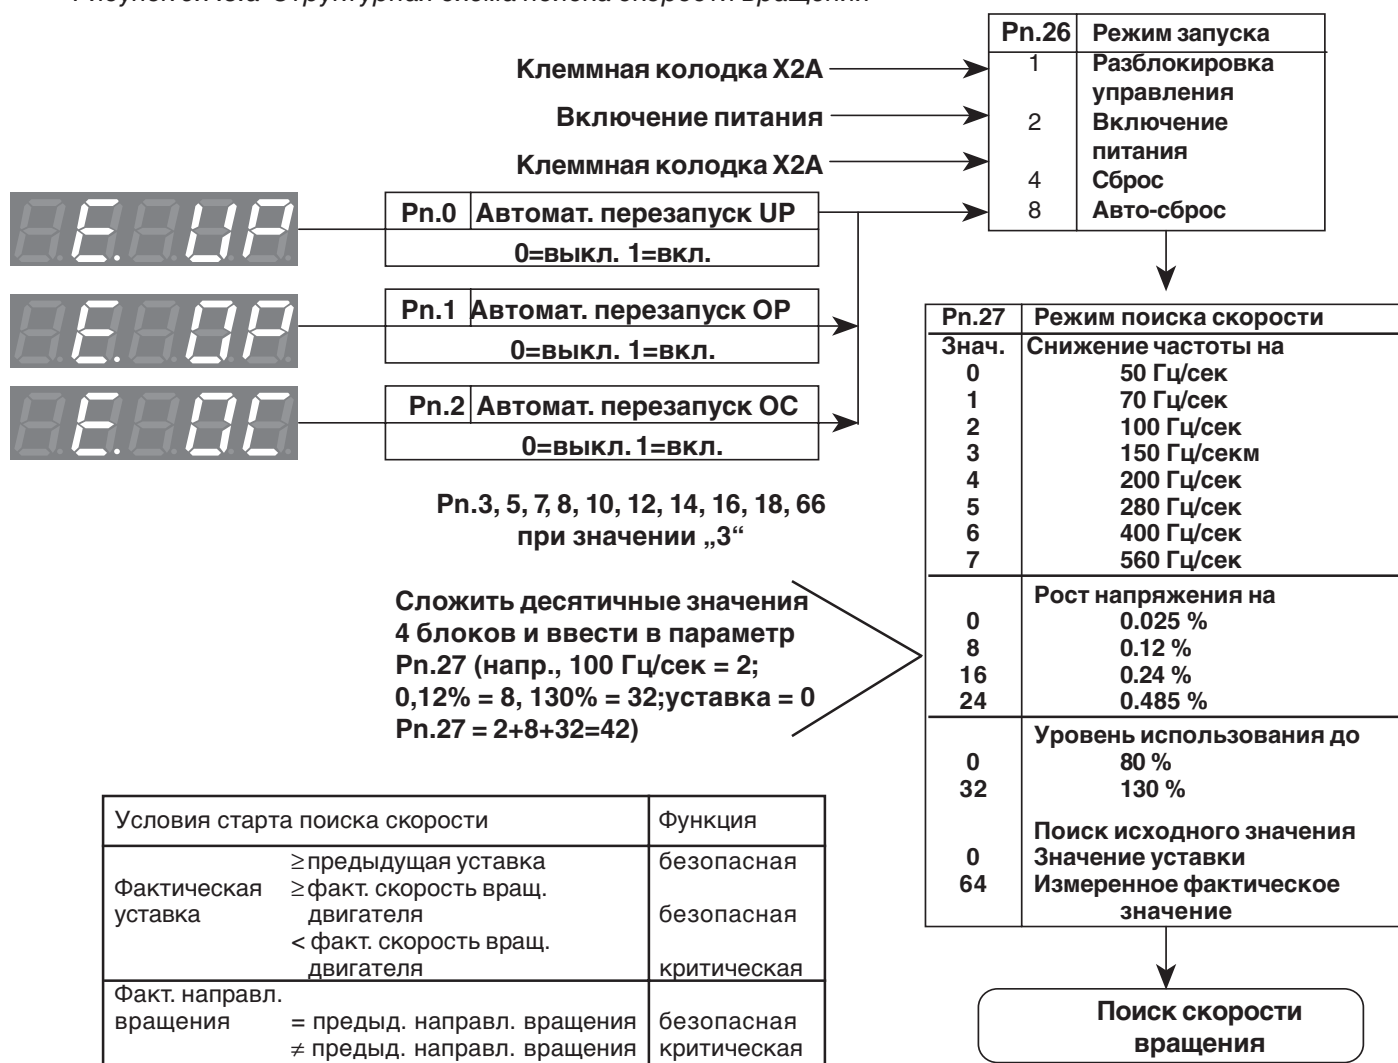 Клеммная колодка X2A
Включение питания
Клеммная колодка X2A
Pn.26 Режим запуска
1 Разблокировка
управления
2 Включение
питания
4 Сброс
8 Авто-сброс
E. UP
Pn.0 Автомат. перезапуск UP
0=выкл. 1=вкл.
E. OP
Pn.1 Автомат. перезапуск OP
0=выкл. 1=вкл.
E. OC
Pn.2 Автомат. перезапуск OC
0=выкл. 1=вкл.
Pn.3, 5, 7, 8, 10, 12, 14, 16, 18, 66
при значении „3“
Сложить десятичные значения
4 блоков и ввести в параметр
Pn.27 (напр., 100 Гц/сек = 2;
0,12% = 8, 130% = 32;уставка = 0
Pn.27 = 2+8+32=42)
Pn.27 Режим поиска скорости
Знач. Снижение частоты на
0 50 Гц/сек
1 70 Гц/сек
2 100 Гц/сек
3 150 Гц/секм
4 200 Гц/сек
5 280 Гц/сек
6 400 Гц/сек
7 560 Гц/сек
Рост напряжения на
0 0.025 %
8 0.12 %
16 0.24 %
24 0.485 %
Уровень использования до
0 80 %
32 130 %
Поиск исходного значения
0 Значение уставки
64 Измеренное фактическое
значение
Поиск скорости
вращения
Условия старта поиска скорости Функция
≥предыдущая уставка безопасная
Фактическая ≥факт. скорость вращ.
уставка двигателя безопасная
< факт. скорость вращ.
двигателя критическая
Факт. направл.
вращения = предыд. направл. вращения безопасная
≠ предыд. направл. вращения критическая